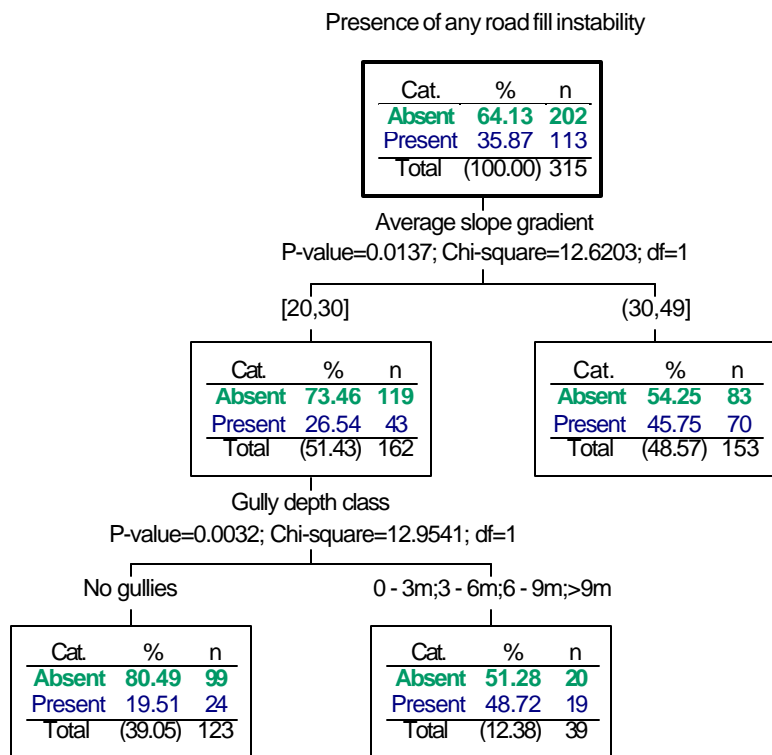 Presence of any road fill instability
Cat. % n
Absent 64.13 202
Present 35.87 113
Total (100.00) 315
Average slope gradient
P-value=0.0137; Chi-square=12.6203; df=1
[20,30]
(30,49]
Cat. % n
Absent 73.46 119
Present 26.54 43
Total (51.43) 162
Cat. % n
Absent 54.25 83
Present 45.75 70
Total (48.57) 153
Gully depth class
P-value=0.0032; Chi-square=12.9541; df=1
No gullies
0 - 3m;3 - 6m;6 - 9m;>9m
Cat. % n
Absent 80.49 99
Present 19.51 24
Total (39.05) 123
Cat. % n
Absent 51.28 20
Present 48.72 19
Total (12.38) 39